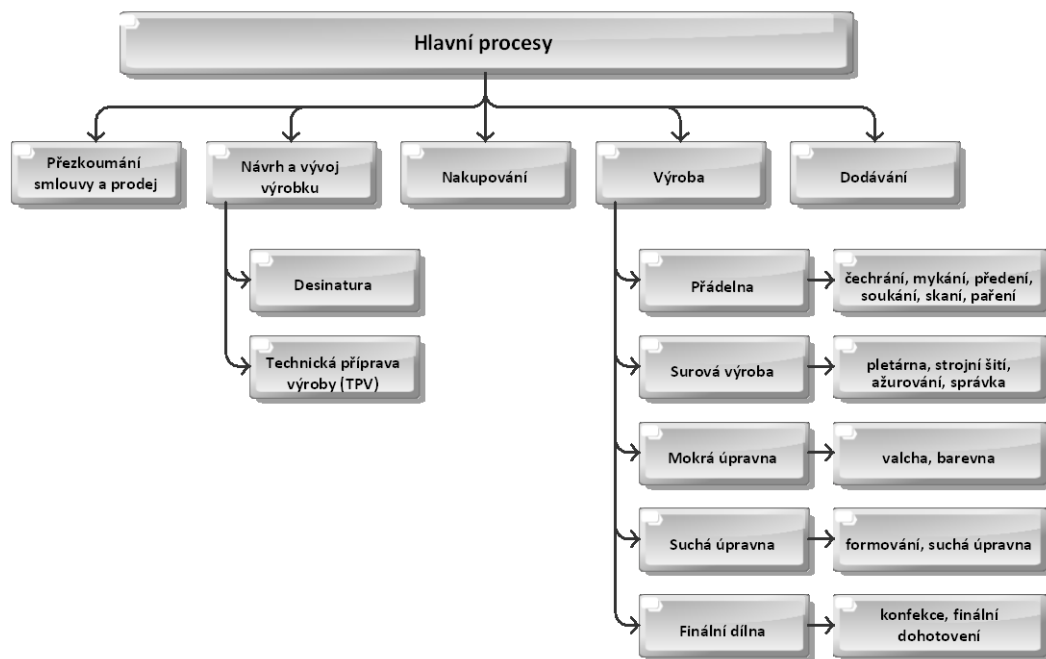 Hlavní procesy
Přezkoumání
smlouvy a prodej
Návrh a vývoj
výrobku
Nakupování
Výroba
Dodávání
Desinatura
Technická příprava
výroby (TPV)
Přádelna
čechrání, mykání, předení,
soukání, skaní, paření
Surová výroba
pletárna, strojní šití,
ažurování, správka
Mokrá úpravna
valcha, barevna
Suchá úpravna
formování, suchá úpravna
Finální dílna
konfekce, finální
dohotovení